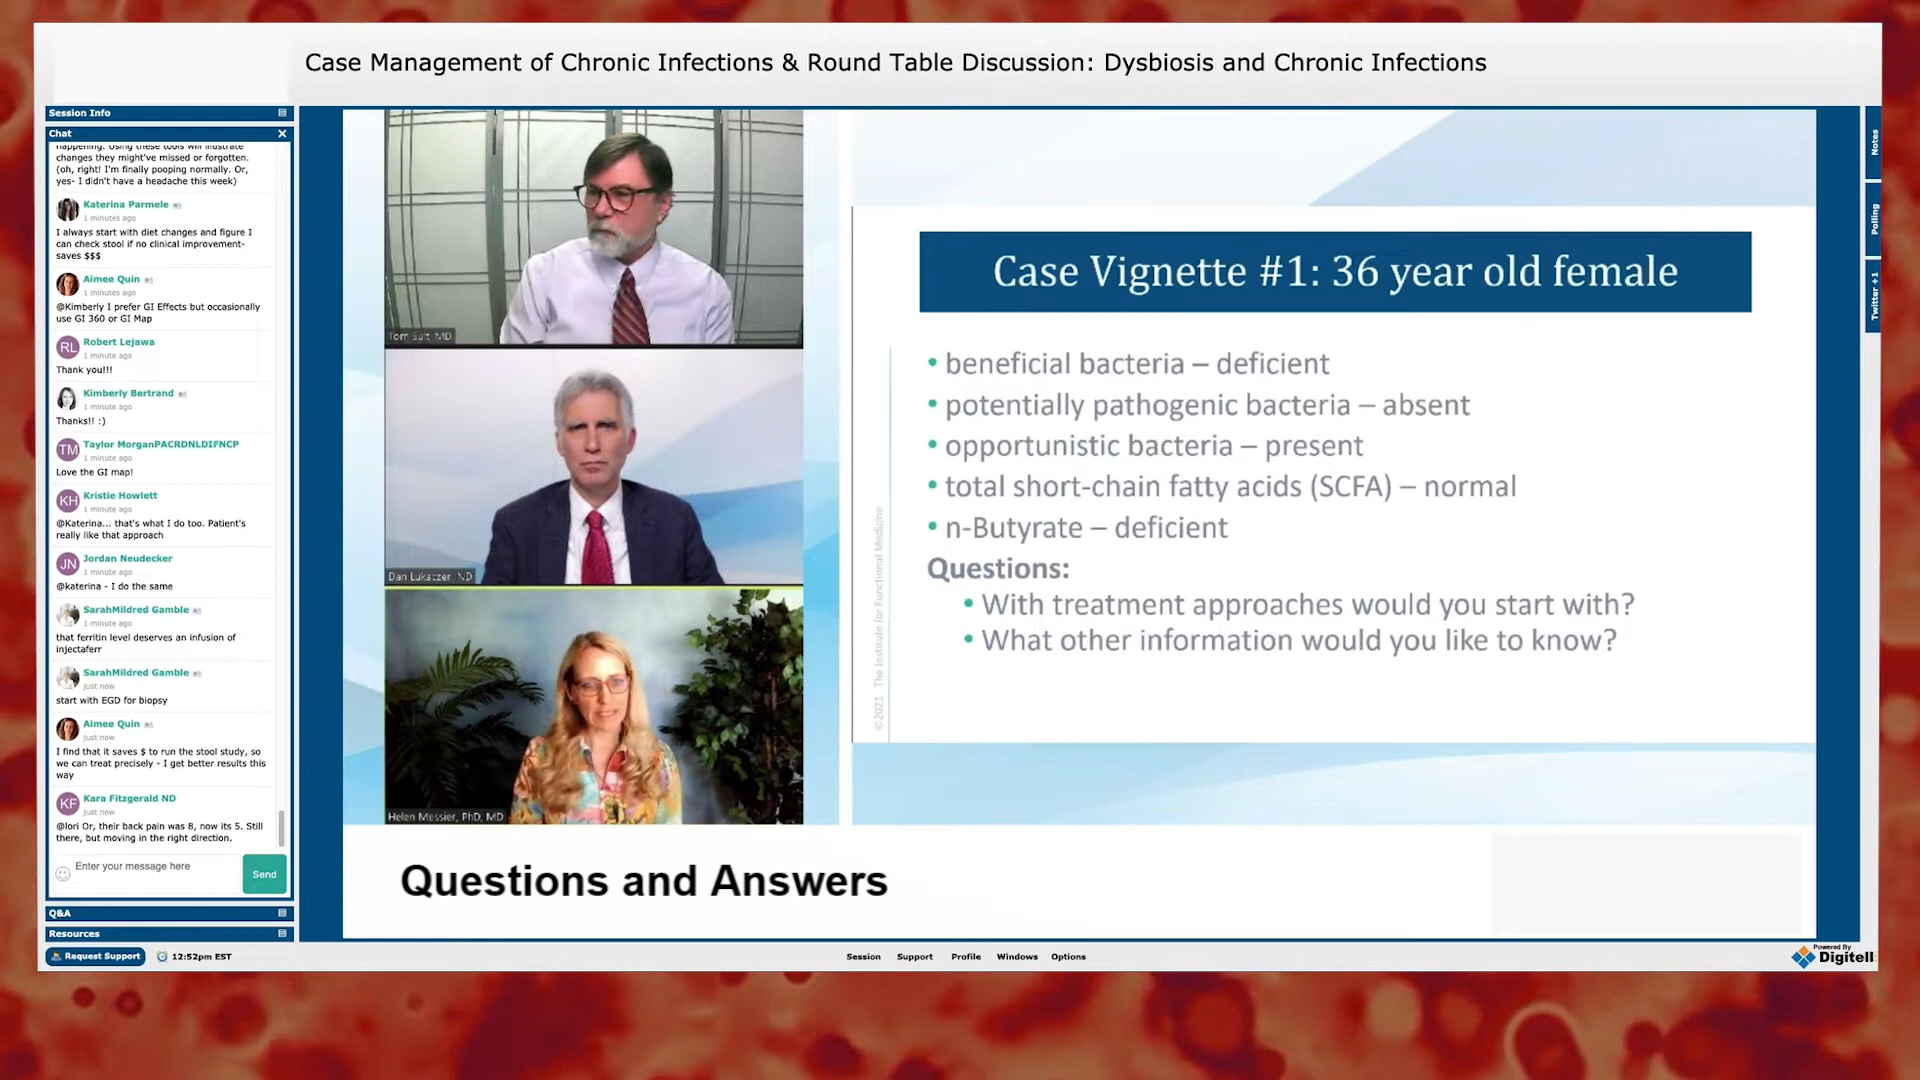 Case Management of Chronic Infections & Round Table Discussion: Dysbiosis and Chronic Infections
Session Info
Chat
happening. Using these tools will illustrate
changes they might've missed or forgotten.
(oh, right! I'm finally pooping normally. Or,
yes- I didn't have a headache this week)
Katerina Parmele
1 minutes ago
I always start with diet changes and figure I
can check stool if no clinical improvement-
saves $$$
Aimee Quin
1 minutes ago
@Kimberly I prefer GI Effects but occasionally
use GI 360 or GI Map
RL
Robert Lejawa
1 minute ago
Thank you!!!
Kimberly Bertrand
1 minute ago
Thanks!! :)
TM
Taylor MorganPACRDNLDIFNCP
1 minute ago
Love the GI map!
KH
Kristie Howlett
1 minute ago
@Katerina... that's what I do too. Patient's
really like that approach
JN
Jordan Neudecker
1 minute ago
@katerina - I do the same
SarahMildred Gamble
1 minute ago
that ferritin level deserves an infusion of
injectaferr
SarahMildred Gamble
just now
start with EGD for biopsy
Aimee Quin
just now
I find that it saves $ to run the stool study, so
we can treat precisely - I get better results this
way
KF
Kara Fitzgerald ND
just now
@lori Or, their back pain was 8, now its 5. Still
there, but moving in the right direction.
Enter your message here
Send
Q&A
Resources
Request Support
12:52pm EST
Tom Sult, MD
Dan Lukaczer, ND
Helen Messier, PhD, MD
Case Vignette #1: 36 year old female
• beneficial bacteria – deficient
• potentially pathogenic bacteria – absent
• opportunistic bacteria – present
• total short-chain fatty acids (SCFA) – normal
• n-Butyrate – deficient
Questions:
• With treatment approaches would you start with?
• What other information would you like to know?
©2021 The Institute for Functional Medicine
Questions and Answers
Notes
Polling
Twitter +1
Session Support Profile Windows Options
Powered By
Digitell